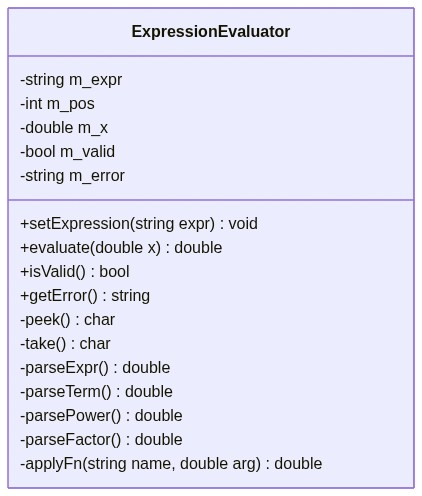 ExpressionEvaluator
-string m_expr
-int m_pos
-double m_x
-bool m_valid
-string m_error
+setExpression(string expr) : void
+evaluate(double x) : double
+isValid() : bool
+getError() : string
-peek() : char
-take() : char
-parseExpr() : double
-parseTerm() : double
-parsePower() : double
-parseFactor() : double
-applyFn(string name, double arg) : double